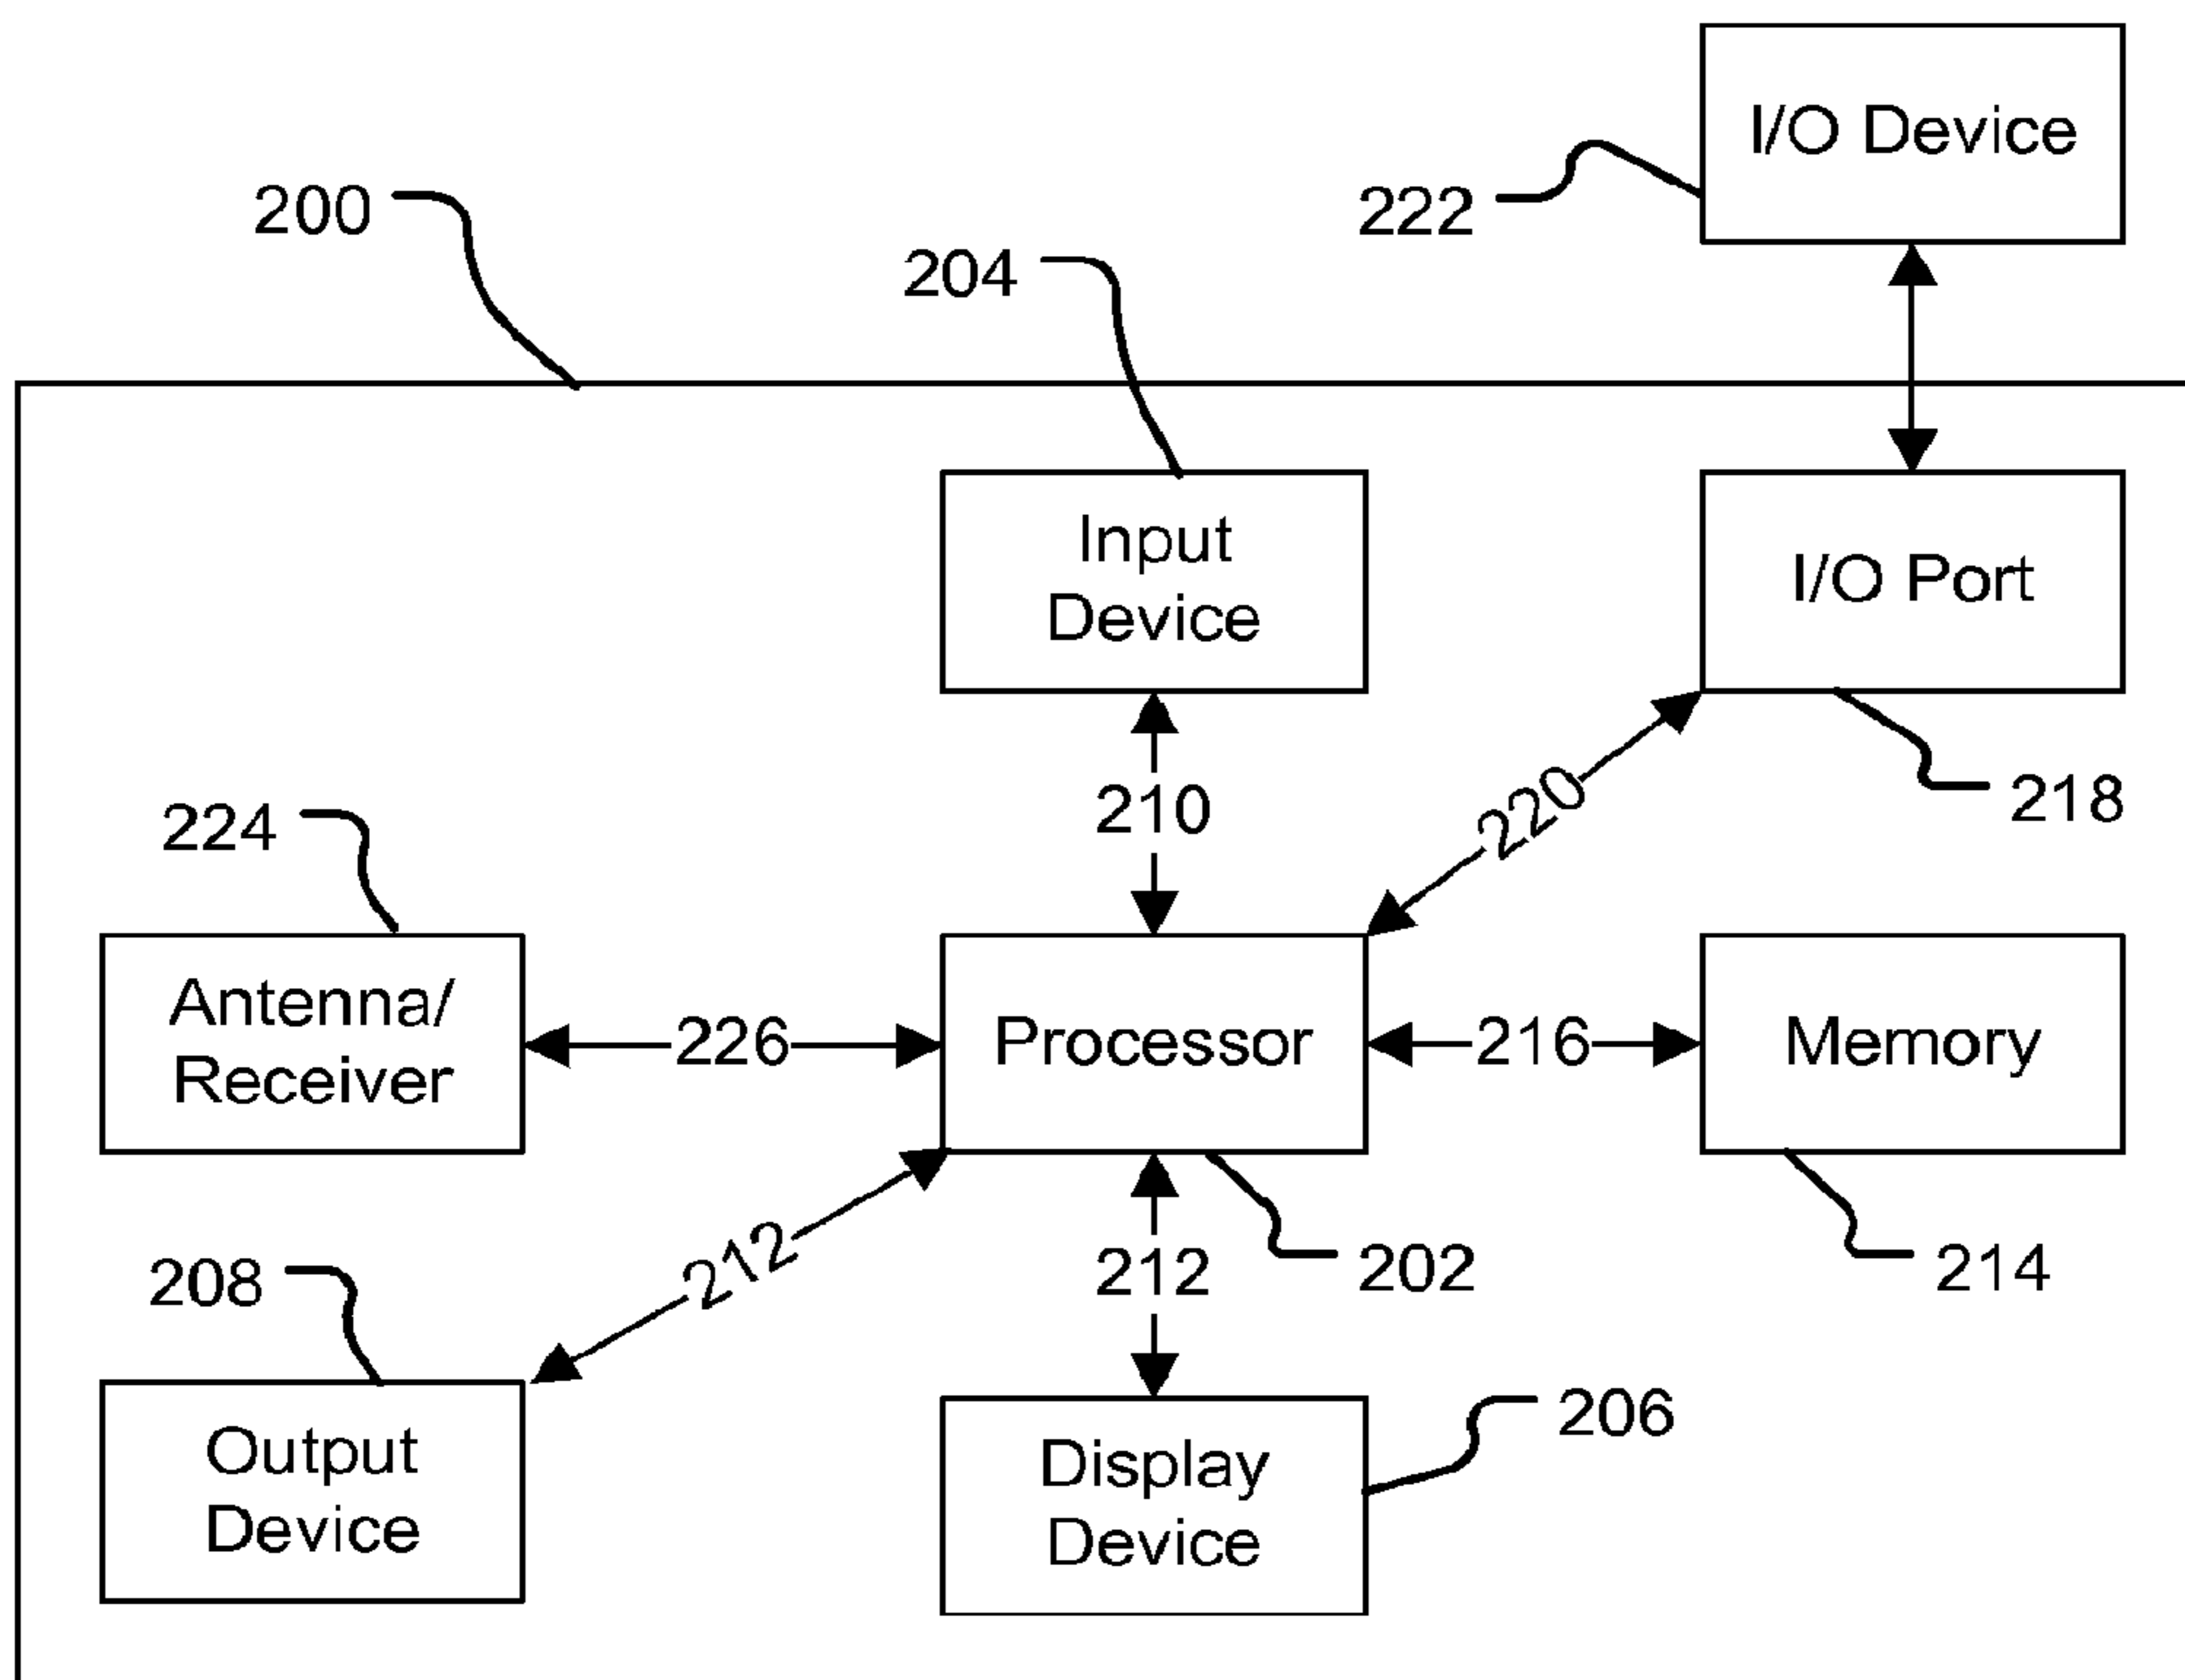 I/O Device
222
200
204
Input
Device
I/O Port
210
220
218
224
Antenna/
Receiver
226
Processor
216
Memory
212
212
202
214
208
Output
Device
Display
Device
206